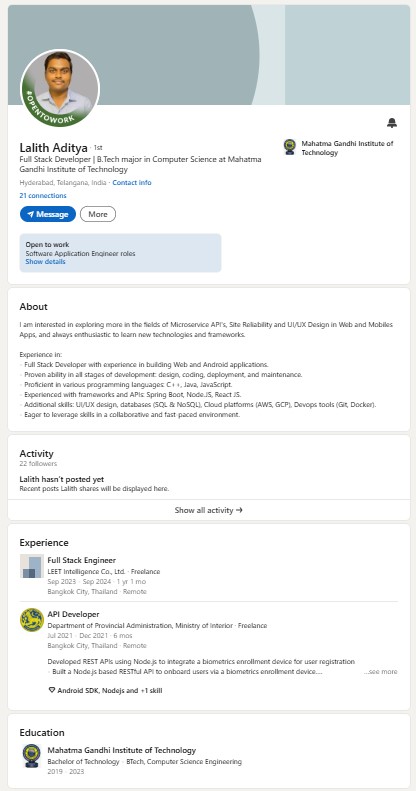 #OPENTOWORK
Lalith Aditya · 1st
Full Stack Developer | B.Tech major in Computer Science at Mahatma
Gandhi Institute of Technology
Hyderabad, Telangana, India · Contact info
21 connections
Message
More
Mahatma Gandhi Institute of
Technology
Open to work
Software Application Engineer roles
Show details
About
I am interested in exploring more in the fields of Microservice API's, Site Reliability and UI/UX Design in Web and Mobiles
Apps, and always enthusiastic to learn new technologies and frameworks.
Experience in:
· Full Stack Developer with experience in building Web and Android applications.
· Proven ability in all stages of development: design, coding, deployment, and maintenance.
· Proficient in various programming languages: C++, Java, JavaScript.
· Experienced with frameworks and APIs: Spring Boot, Node.JS, React JS.
· Additional skills: UI/UX design, databases (SQL & NoSQL), Cloud platforms (AWS, GCP), Devops tools (Git, Docker).
· Eager to leverage skills in a collaborative and fast-paced environment.
Activity
22 followers
Lalith hasn't posted yet
Recent posts Lalith shares will be displayed here.
Show all activity →
Experience
Full Stack Engineer
LEET Intelligence Co., Ltd. · Freelance
Sep 2023 · Sep 2024 · 1 yr 1 mo
Bangkok City, Thailand · Remote
API Developer
Department of Provincial Administration, Ministry of Interior · Freelance
Jul 2021 · Dec 2021 · 6 mos
Bangkok City, Thailand · Remote
Developed REST APIs using Node.js to integrate a biometrics enrollment device for user registration
· Built a Node.js based RESTful API to onboard users via a biometrics enrollment device....
...see more
Android SDK, Nodejs and +1 skill
Education
Mahatma Gandhi Institute of Technology
Bachelor of Technology · BTech, Computer Science Engineering
2019 · 2023